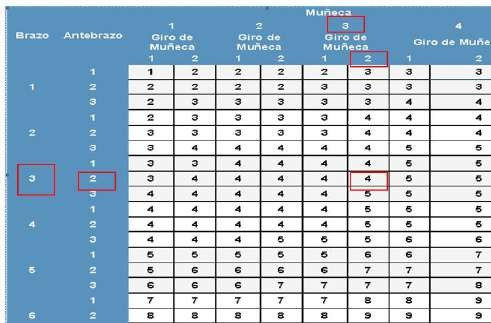 Muñeca
1 2 3 4
Brazo Antebrazo Giro de Muñeca Giro de Muñeca Giro de Muñeca Giro de Muñe
1 2 1 2 1 2 1 2
1 1 1 2 2 2 2 3 3 3
2 2 2 2 2 3 3 3 3
3 2 3 3 3 3 3 4 4
2 1 2 3 3 3 3 4 4 4
2 3 3 3 3 3 4 4 4
3 3 4 4 4 4 4 5 5
3 1 3 3 4 4 4 4 5 5
2 3 4 4 4 4 4 5 5
3 4 4 4 4 4 5 5 5
4 1 4 4 4 4 4 5 5 5
2 4 4 4 4 4 5 5 5
3 4 4 4 5 5 5 6 6
5 1 5 5 5 5 5 6 6 7
2 5 6 6 6 6 7 7 7
3 6 6 6 7 7 7 7 8
6 1 7 7 7 7 7 8 8 9
2 8 8 8 8 8 9 9 9